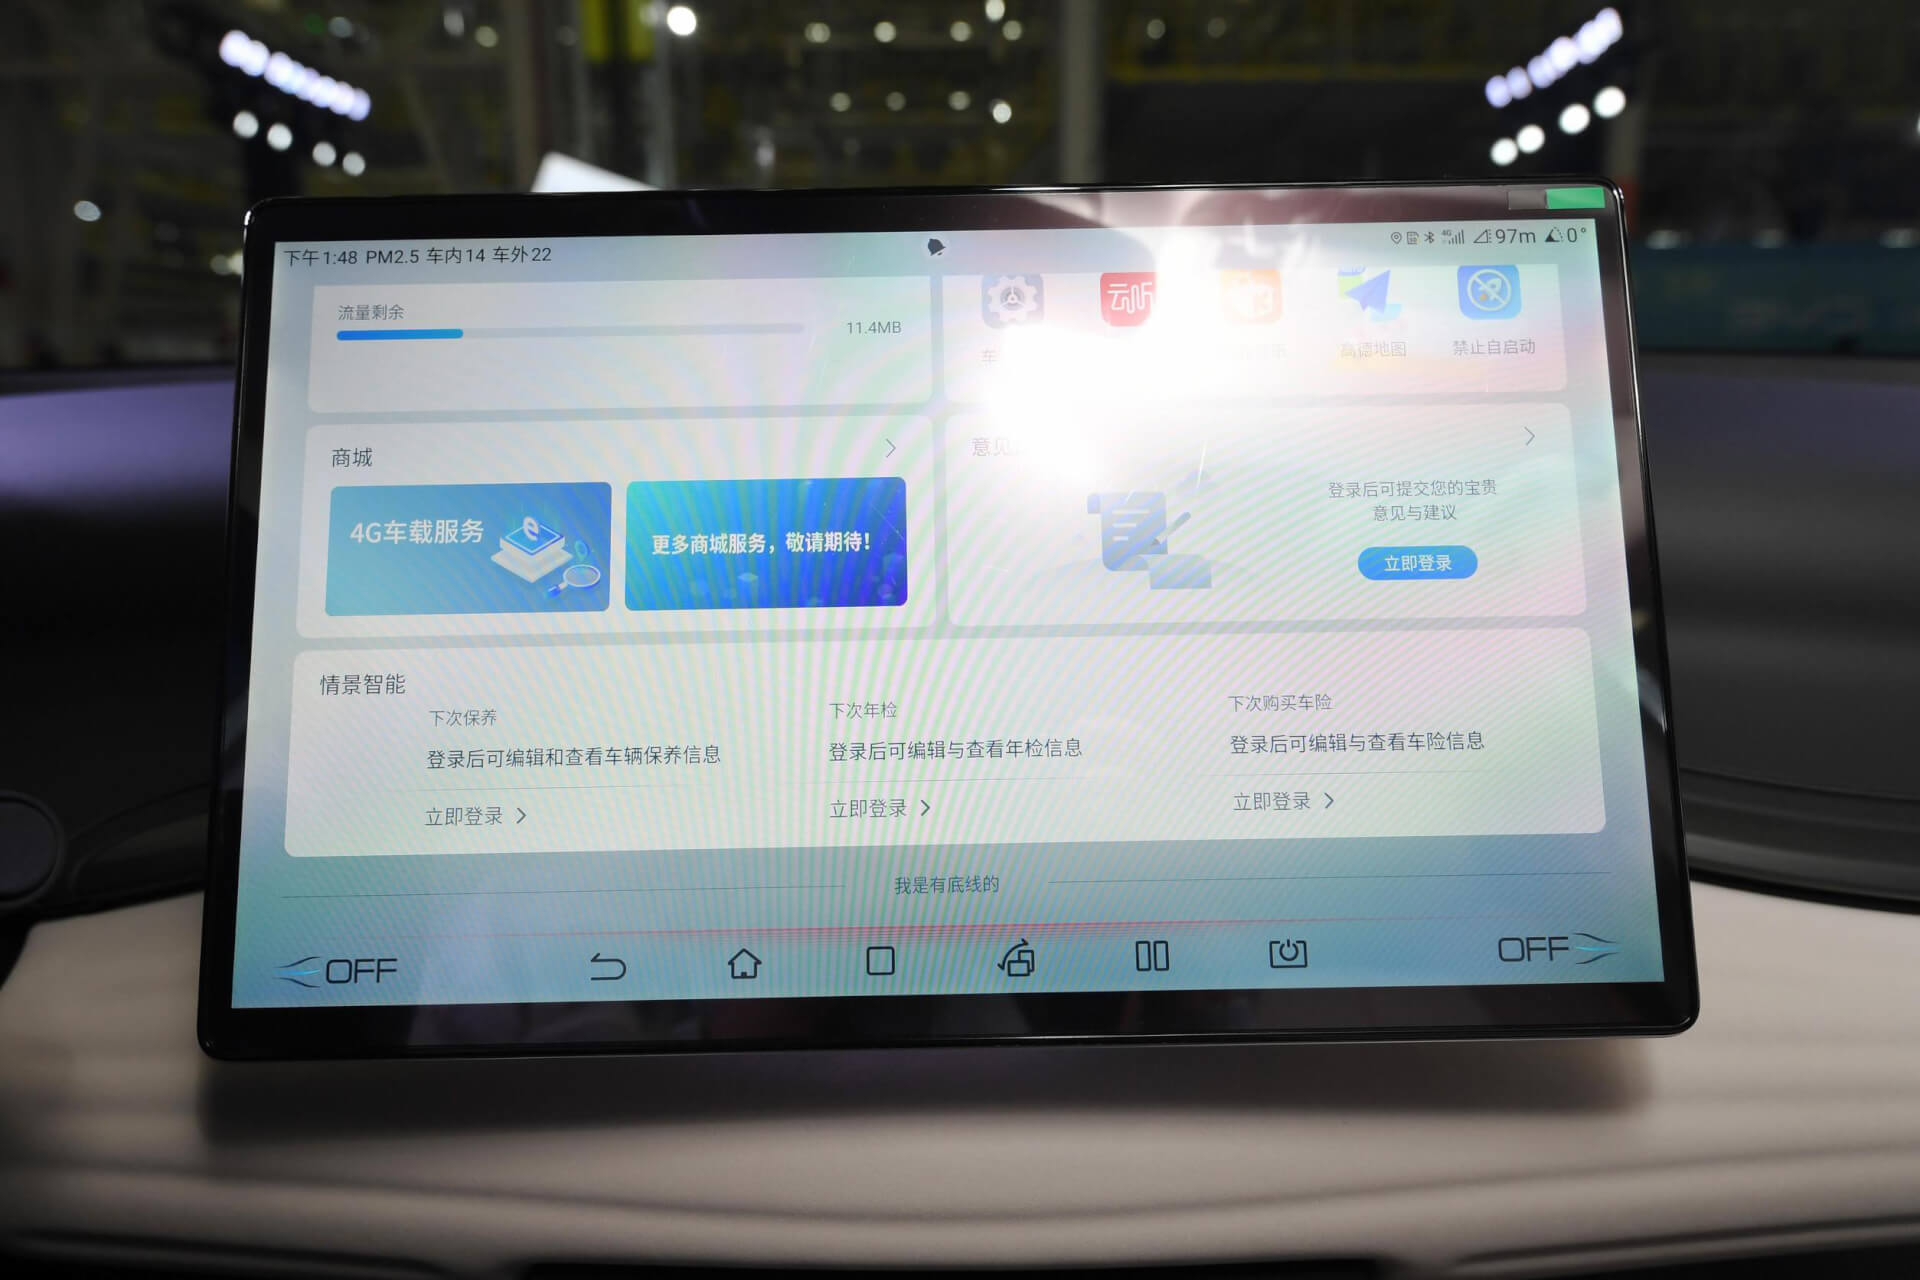 下午1:48 PM2.5 车内14 车外22
4G 97m 0°
流量剩余
11.4MB
云听
高德地图
禁止自启动
商城
4G车载服务
更多商城服务，敬请期待！
意见
登录后可提交您的宝贵
意见与建议
立即登录
情景智能
下次保养
登录后可编辑和查看车辆保养信息
立即登录
下次年检
登录后可编辑与查看年检信息
立即登录
下次购买车险
登录后可编辑与查看车险信息
立即登录
我是有底线的
OFF
OFF